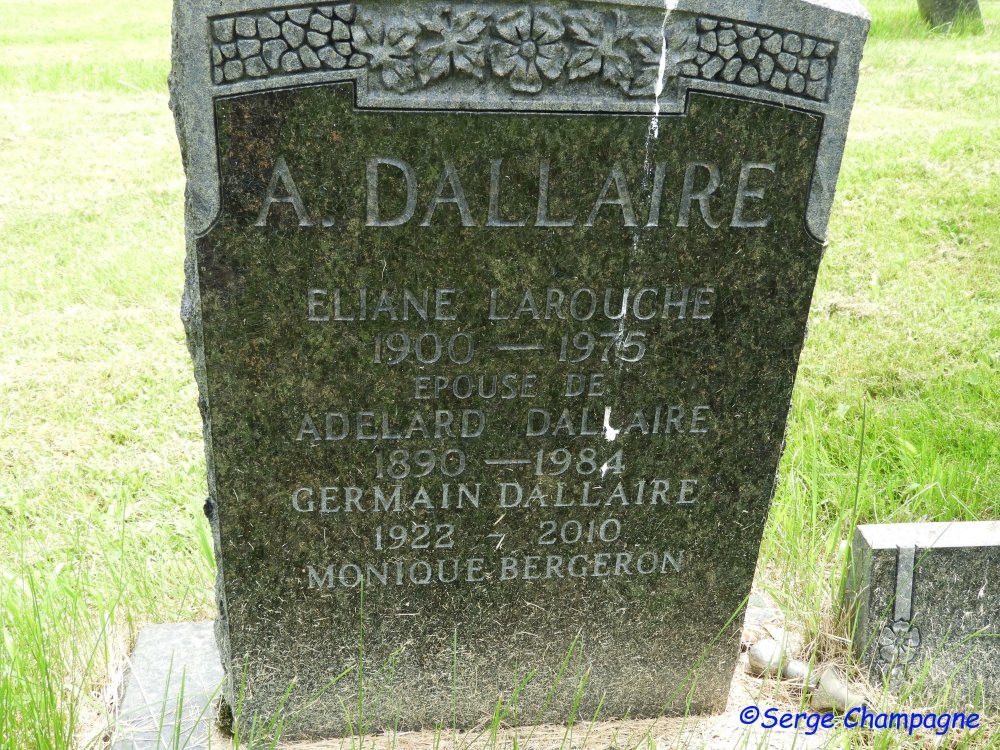 A. DALLAIRE
ELIANE LAROUCHE
1900 — 1975
EPOUSE DE
ADELARD DALLAIRE
1890 — 1984
GERMAIN DALLAIRE
1922 - 2010
MONIQUE BERGERON
©Serge Champagne